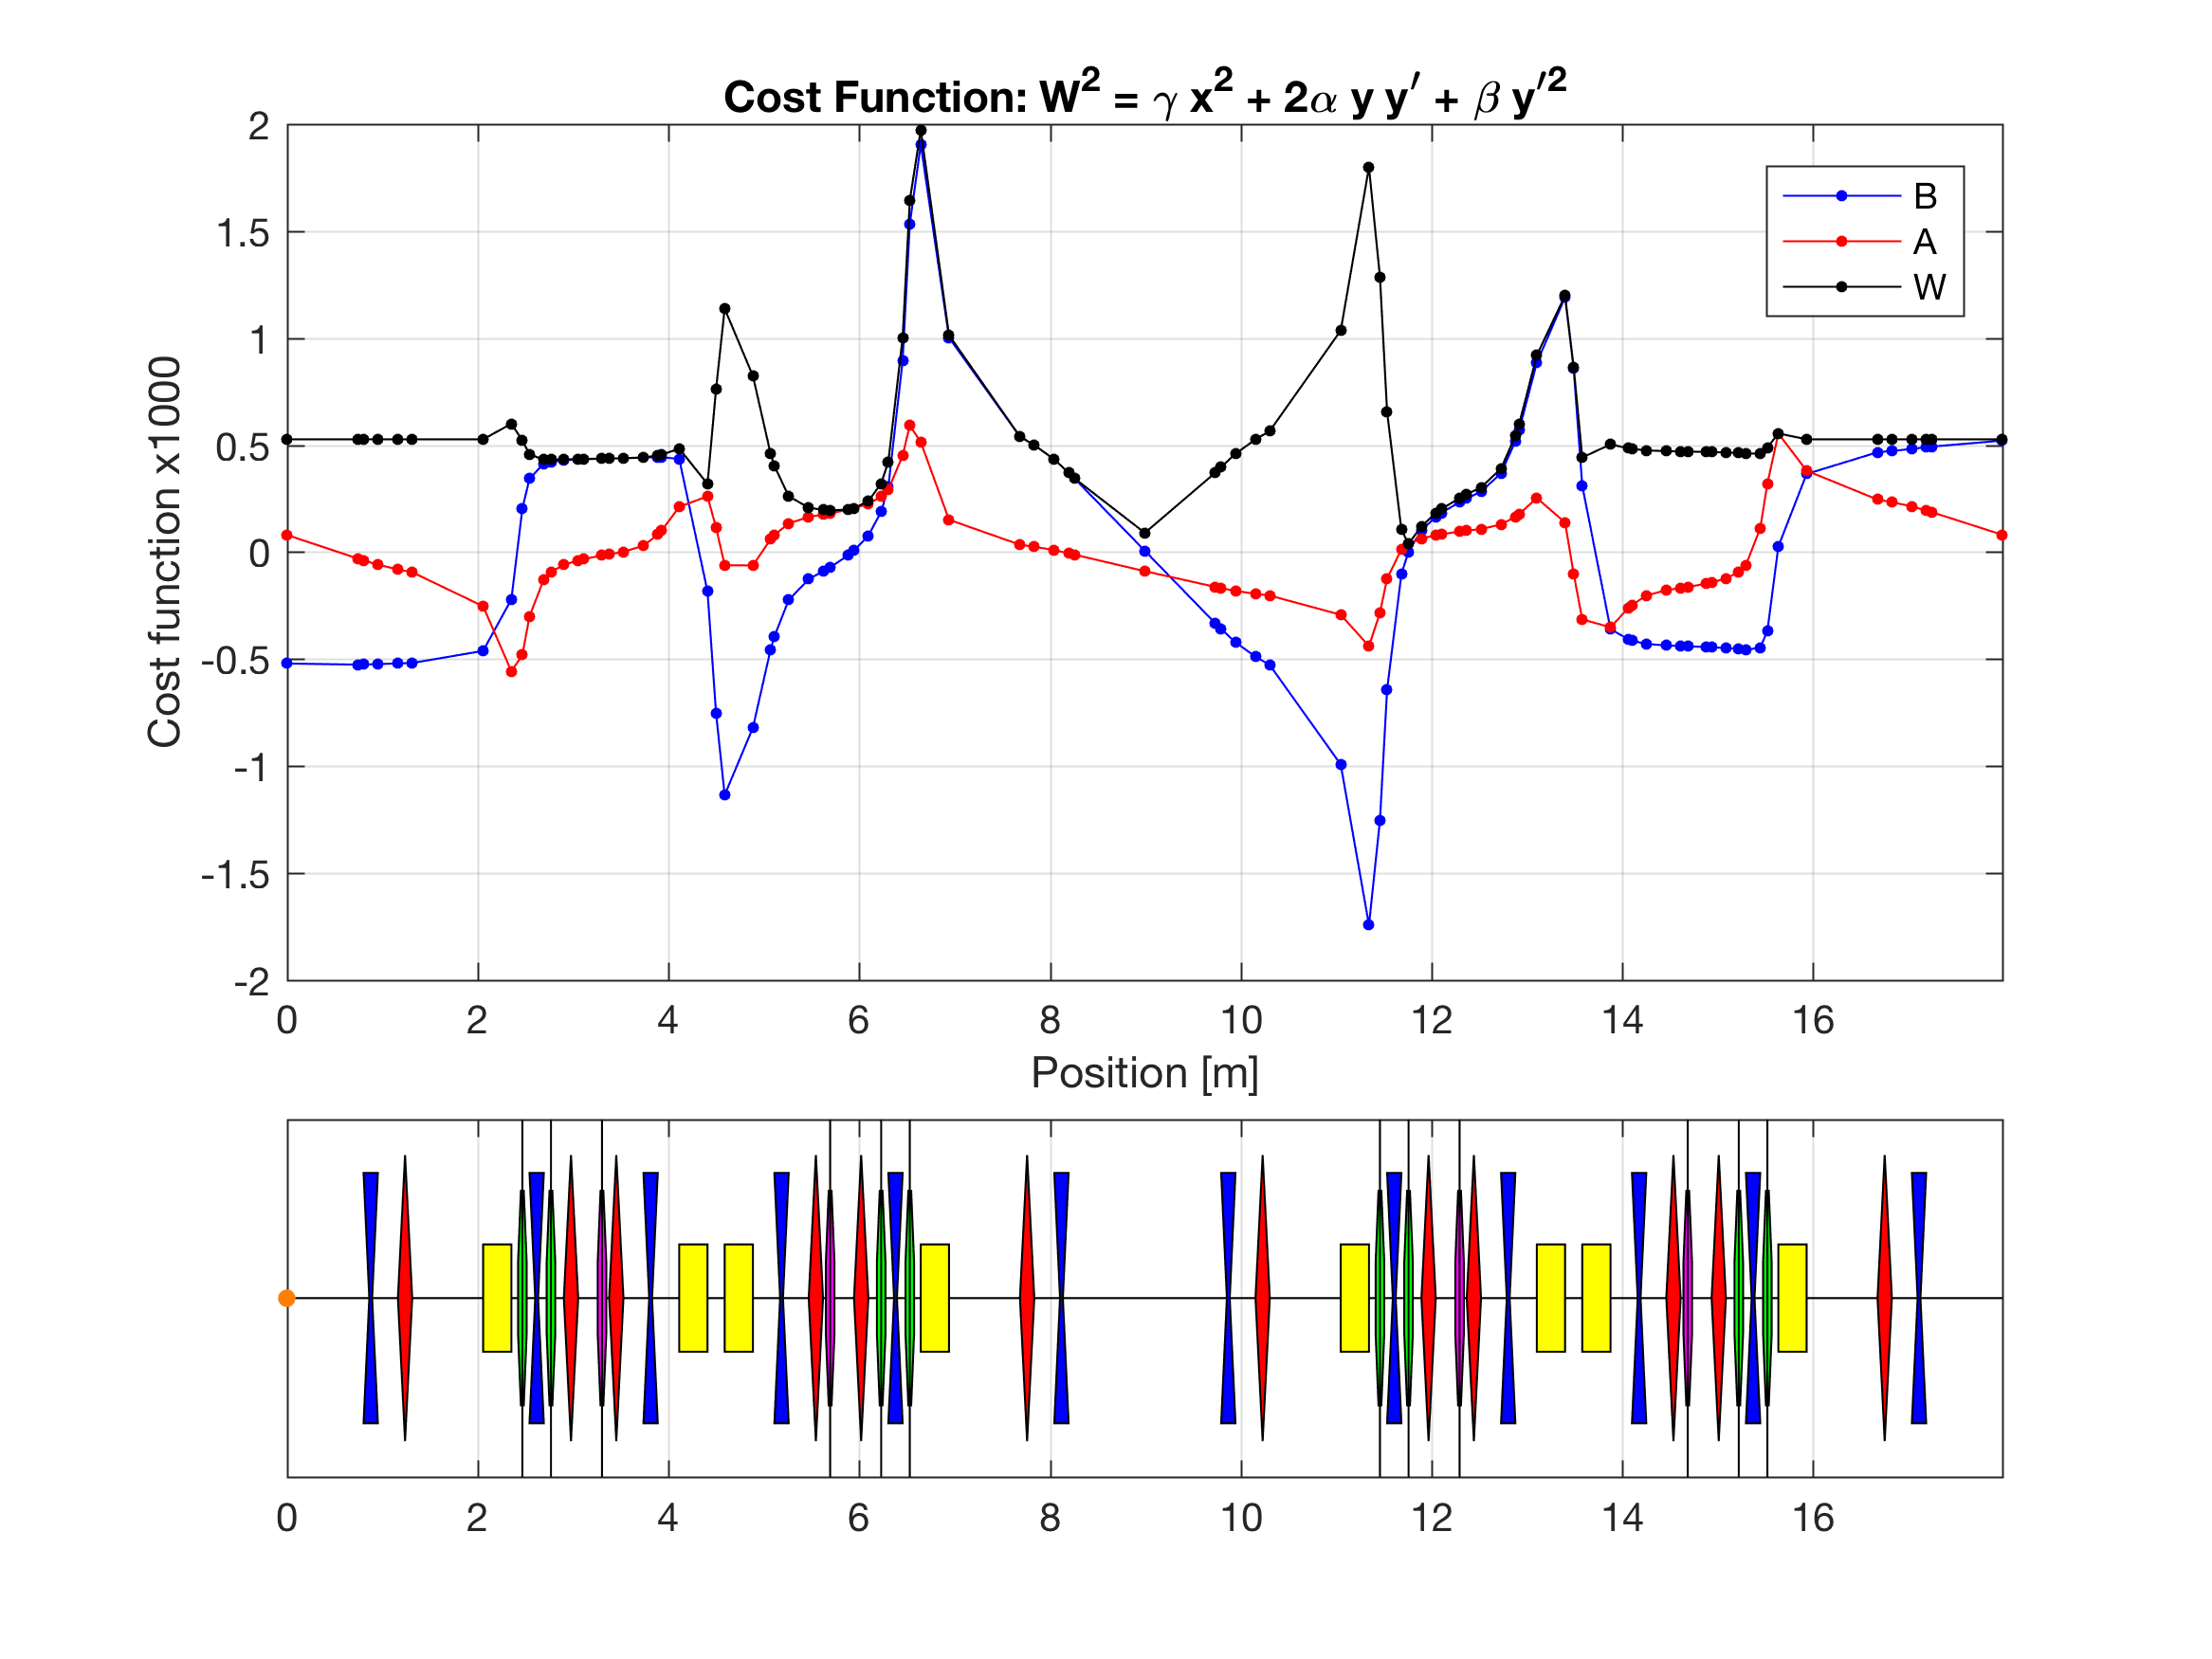 Cost Function: W² = γ x² + 2α y y′ + β y′²
2
1.5
1
0.5
0
-0.5
-1
-1.5
-2
Cost function x1000
B
A
W
0 2 4 6 8 10 12 14 16
Position [m]
0 2 4 6 8 10 12 14 16